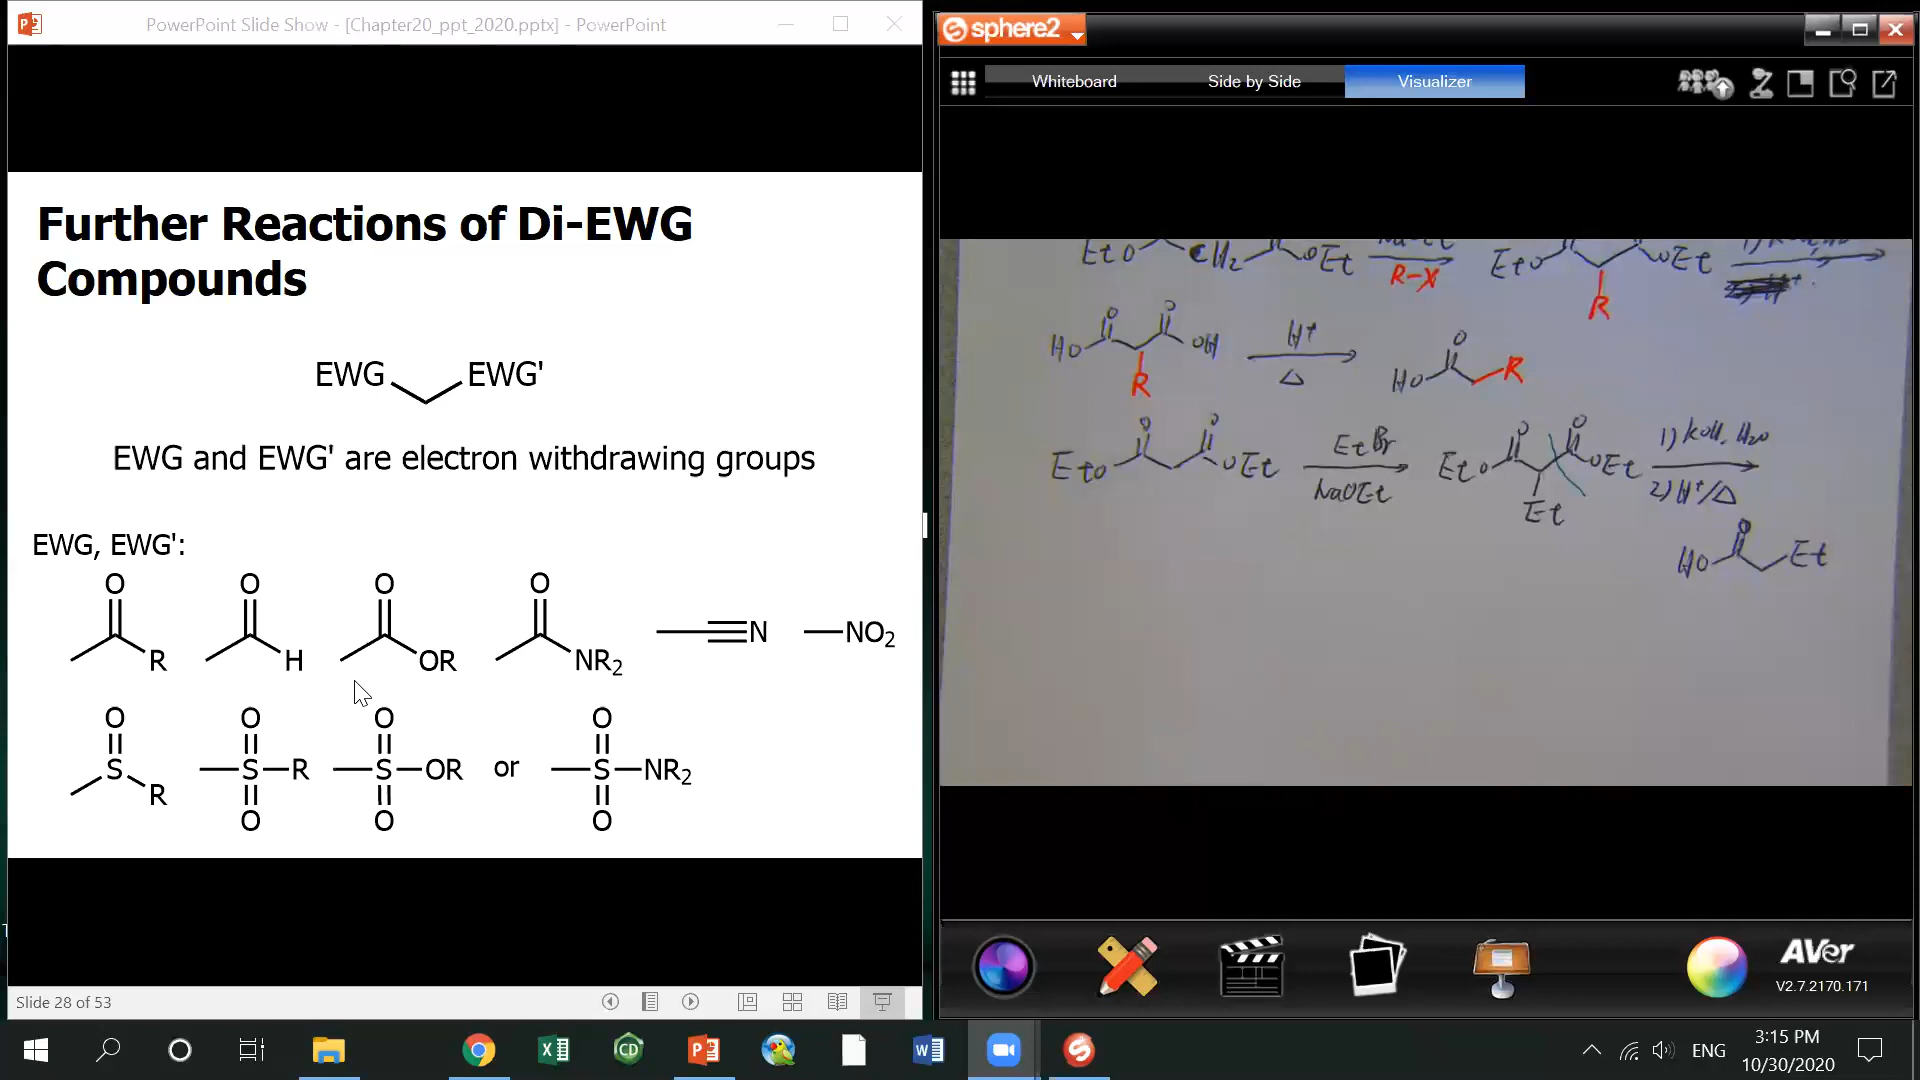 PowerPoint Slide Show - [Chapter20_ppt_2020.pptx] - PowerPoint
Further Reactions of Di-EWG
Compounds
EWG EWG'
EWG and EWG' are electron withdrawing groups
EWG, EWG':
O O O O
R H OR NR2 N NO2
O O O O
S R S R S OR or S NR2
O O O
Slide 28 of 53
sphere2
Whiteboard Side by Side Visualizer
EtO CH2 OEt R-X EtO OEt
R
O O H+ O
HO OH Δ HO R
R
O O EtBr O O 1) KOH, H2O
EtO OEt NaOEt EtO OEt 2) H+/Δ
Et
O
HO Et
AVer
V2.7.2170.171
ENG
3:15 PM
10/30/2020